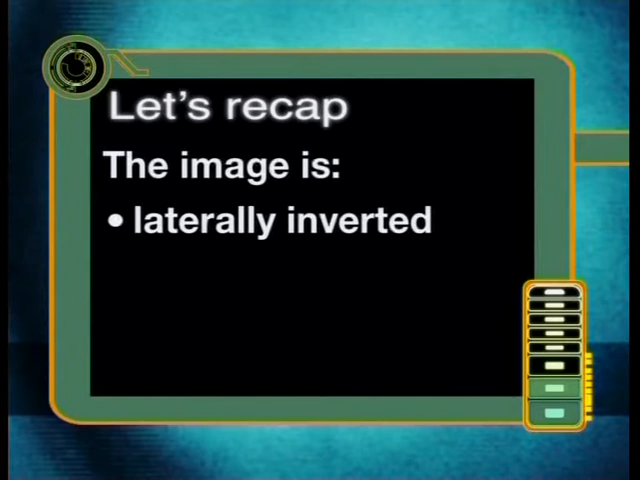 Let's recap
The image is:
• laterally inverted